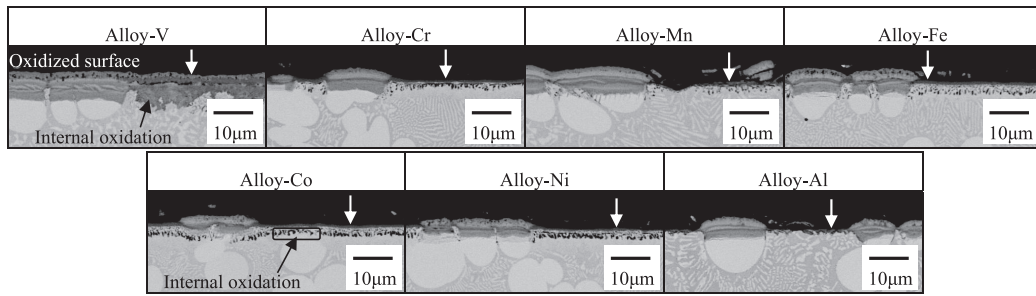 Alloy-V
Alloy-Cr
Alloy-Mn
Alloy-Fe
Oxidized surface
Internal oxidation
10μm
10μm
10μm
10μm
Alloy-Co
Alloy-Ni
Alloy-Al
Internal oxidation
10μm
10μm
10μm